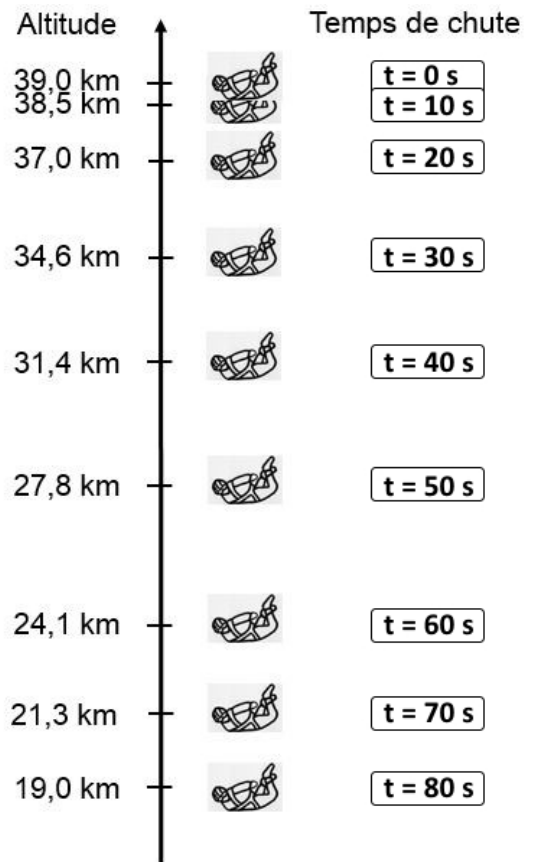 Altitude Temps de chute
39,0 km t = 0 s
38,5 km t = 10 s
37,0 km t = 20 s
34,6 km t = 30 s
31,4 km t = 40 s
27,8 km t = 50 s
24,1 km t = 60 s
21,3 km t = 70 s
19,0 km t = 80 s